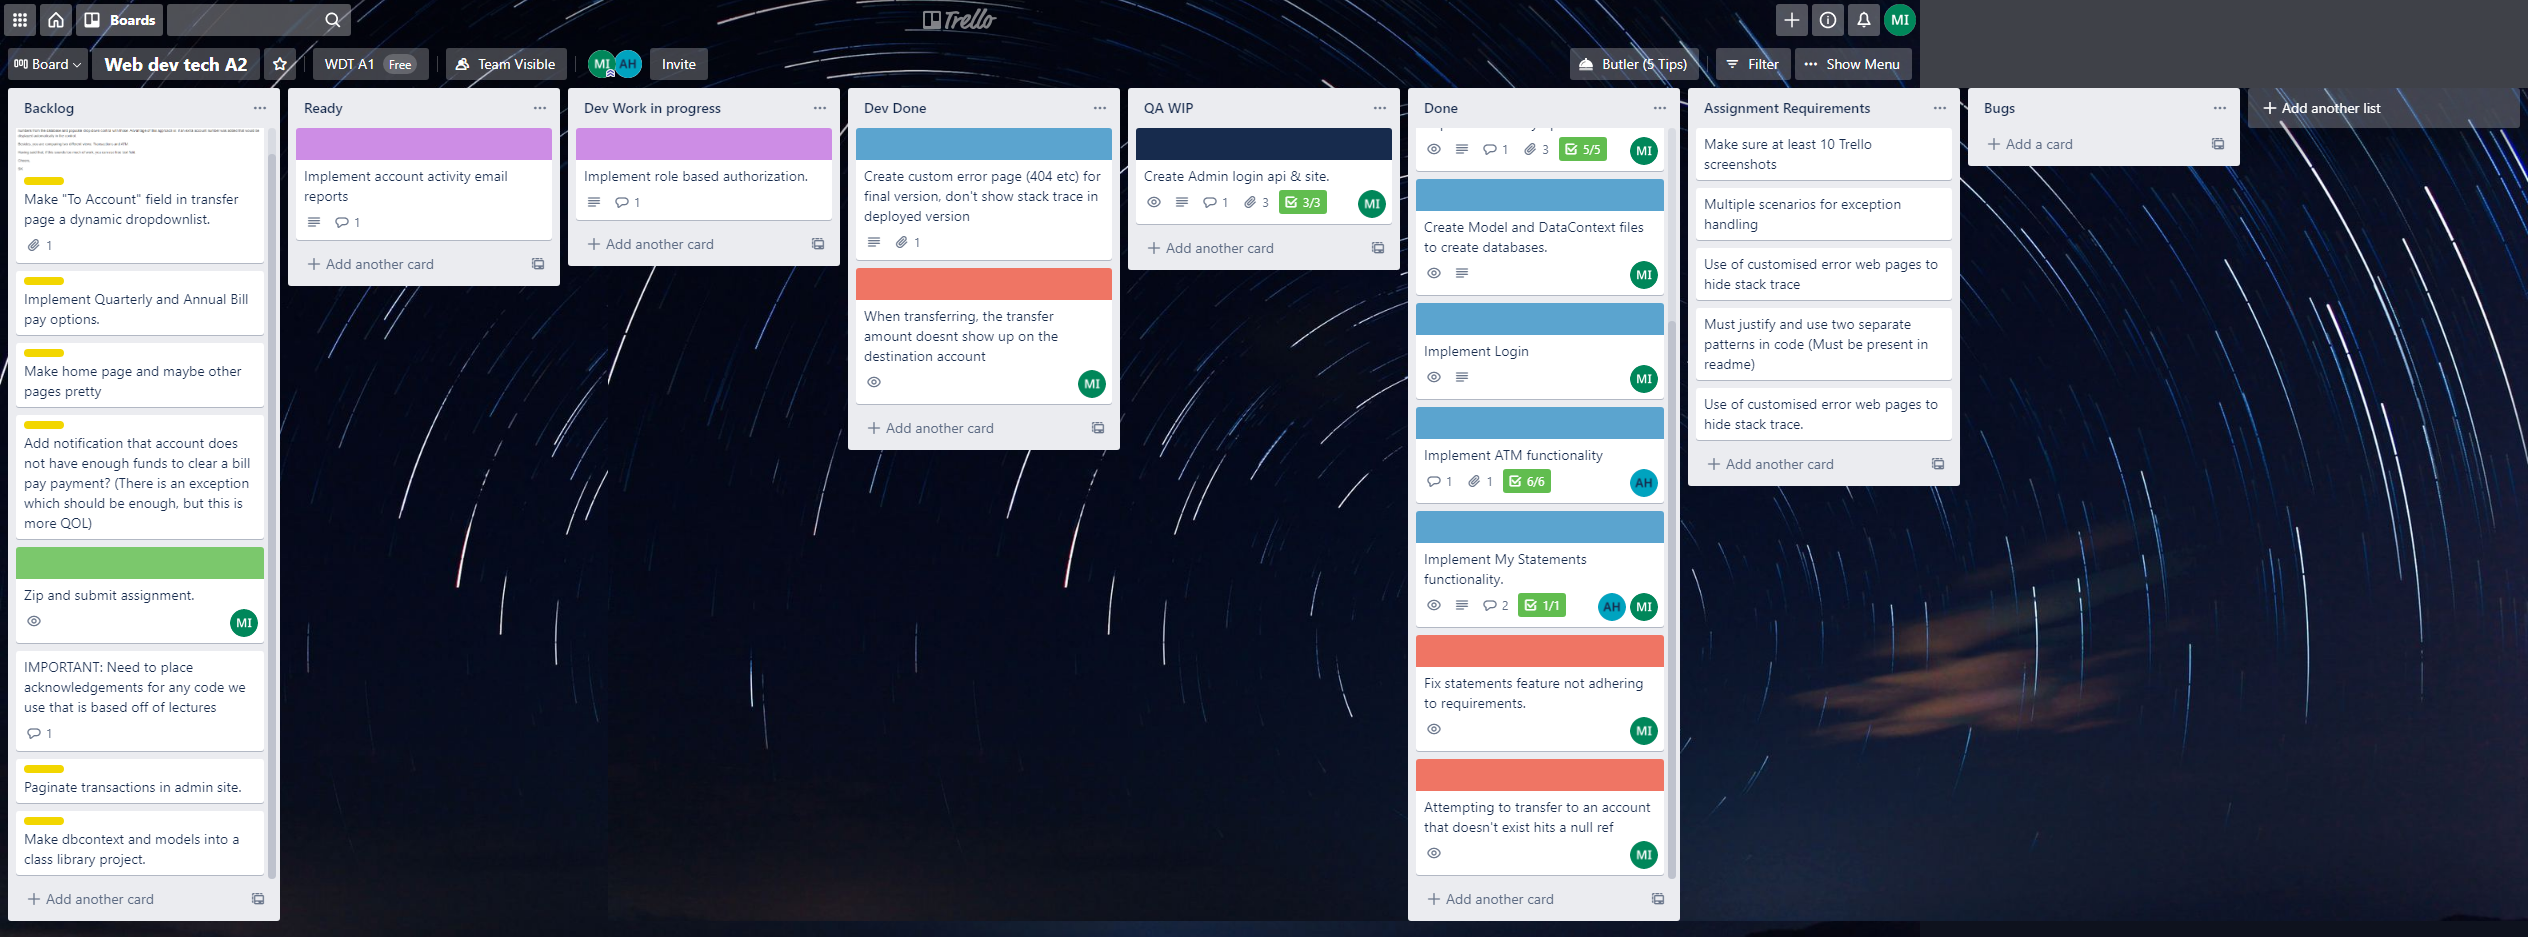 Boards
Trello
MI
Board
Web dev tech A2
WDT A1 Free
Team Visible
MI AH
Invite
Butler (5 Tips)
Filter
Show Menu
Backlog
Make "To Account" field in transfer
page a dynamic dropdownlist.
1
Implement Quarterly and Annual Bill
pay options.
Make home page and maybe other
pages pretty
Add notification that account does
not have enough funds to clear a bill
pay payment? (There is an exception
which should be enough, but this is
more QOL)
Zip and submit assignment.
MI
IMPORTANT: Need to place
acknowledgements for any code we
use that is based off of lectures
1
Paginate transactions in admin site.
Make dbcontext and models into a
class library project.
Add another card
Ready
Implement account activity email
reports
1
Add another card
Dev Work in progress
Implement role based authorization.
1
Add another card
Dev Done
Create custom error page (404 etc) for
final version, don't show stack trace in
deployed version
1
When transferring, the transfer
amount doesnt show up on the
destination account
MI
Add another card
QA WIP
Create Admin login api & site.
1 3 3/3 MI
Add another card
Done
1 3 5/5 MI
Create Model and DataContext files
to create databases.
MI
Implement Login
MI
Implement ATM functionality
1 1 6/6 AH
Implement My Statements
functionality.
2 1/1 AH MI
Fix statements feature not adhering
to requirements.
MI
Attempting to transfer to an account
that doesn't exist hits a null ref
MI
Add another card
Assignment Requirements
Make sure at least 10 Trello
screenshots
Multiple scenarios for exception
handling
Use of customised error web pages to
hide stack trace
Must justify and use two separate
patterns in code (Must be present in
readme)
Use of customised error web pages to
hide stack trace.
Add another card
Bugs
Add a card
Add another list